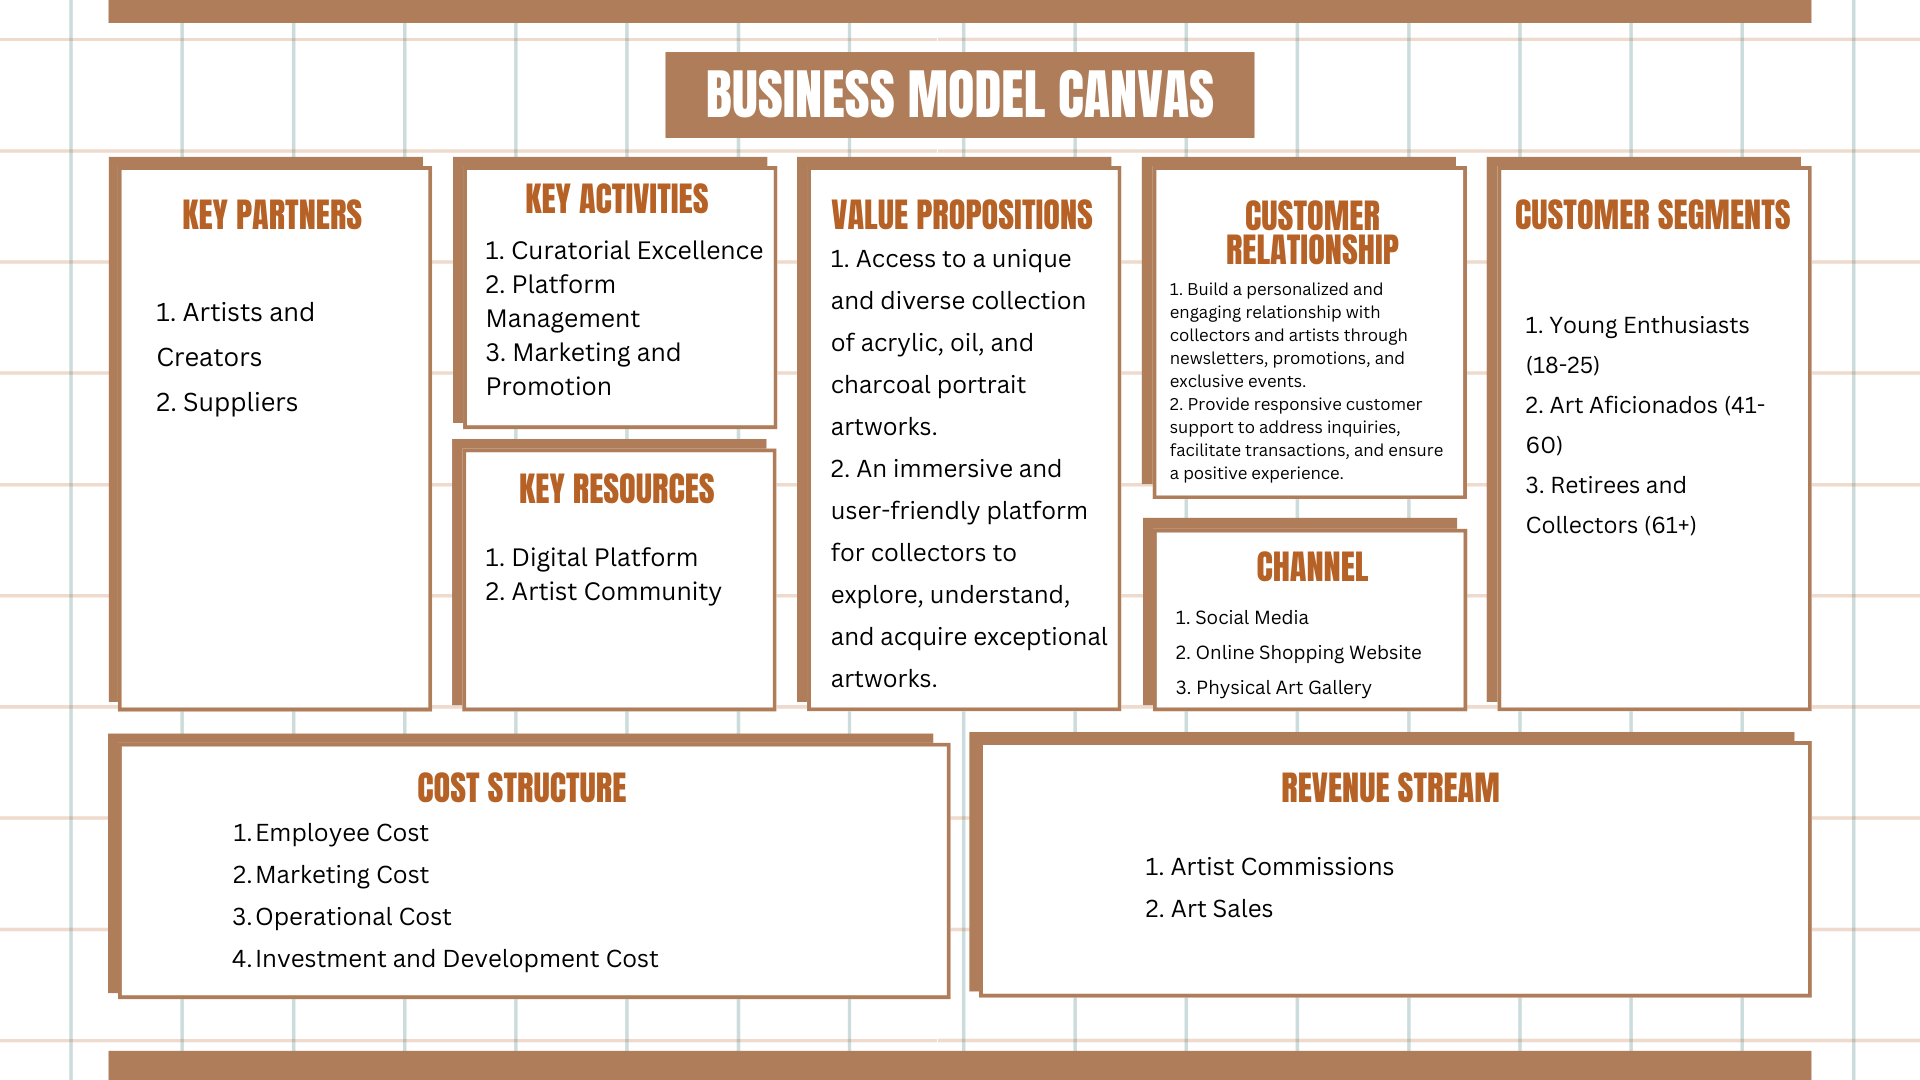 BUSINESS MODEL CANVAS
KEY PARTNERS
1. Artists and
Creators
2. Suppliers
KEY ACTIVITIES
1. Curatorial Excellence
2. Platform
Management
3. Marketing and
Promotion
KEY RESOURCES
1. Digital Platform
2. Artist Community
VALUE PROPOSITIONS
1. Access to a unique
and diverse collection
of acrylic, oil, and
charcoal portrait
artworks.
2. An immersive and
user-friendly platform
for collectors to
explore, understand,
and acquire exceptional
artworks.
CUSTOMER
RELATIONSHIP
1. Build a personalized and
engaging relationship with
collectors and artists through
newsletters, promotions, and
exclusive events.
2. Provide responsive customer
support to address inquiries,
facilitate transactions, and ensure
a positive experience.
CHANNEL
1. Social Media
2. Online Shopping Website
3. Physical Art Gallery
CUSTOMER SEGMENTS
1. Young Enthusiasts
(18-25)
2. Art Aficionados (41-
60)
3. Retirees and
Collectors (61+)
COST STRUCTURE
1. Employee Cost
2. Marketing Cost
3. Operational Cost
4. Investment and Development Cost
REVENUE STREAM
1. Artist Commissions
2. Art Sales